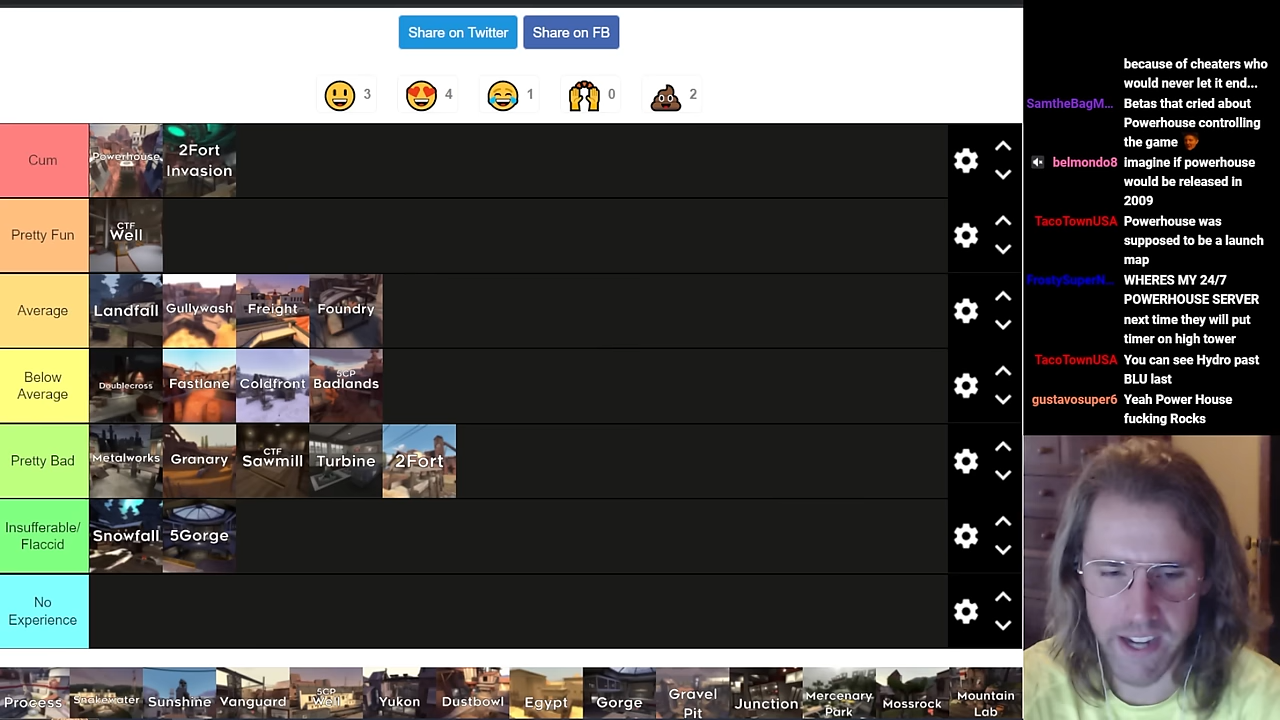 Share on Twitter
Share on FB
3
4
1
0
2
Cum
Powerhouse
2Fort
Invasion
Pretty Fun
CTF
Well
Average
Landfall
Gullywash
Freight
Foundry
Below
Average
Doublecross
Fastlane
Coldfront
5CP
Badlands
Pretty Bad
Metalworks
Granary
CTF
Sawmill
Turbine
2Fort
Insufferable/
Flaccid
Snowfall
5Gorge
No
Experience
Process
Snakewater
Sunshine
Vanguard
5CP
Well
Yukon
Dustbowl
Egypt
Gorge
Gravel
Pit
Junction
Mercenary
Park
Mossrock
Mountain
Lab
because of cheaters who
would never let it end...
SamtheBagM...
Betas that cried about
Powerhouse controlling
the game
belmondo8 imagine if powerhouse
would be released in
2009
TacoTownUSA Powerhouse was
supposed to be a launch
map
FrostySuperN... WHERES MY 24/7
POWERHOUSE SERVER
next time they will put
timer on high tower
TacoTownUSA You can see Hydro past
BLU last
gustavosuper6 Yeah Power House
fucking Rocks